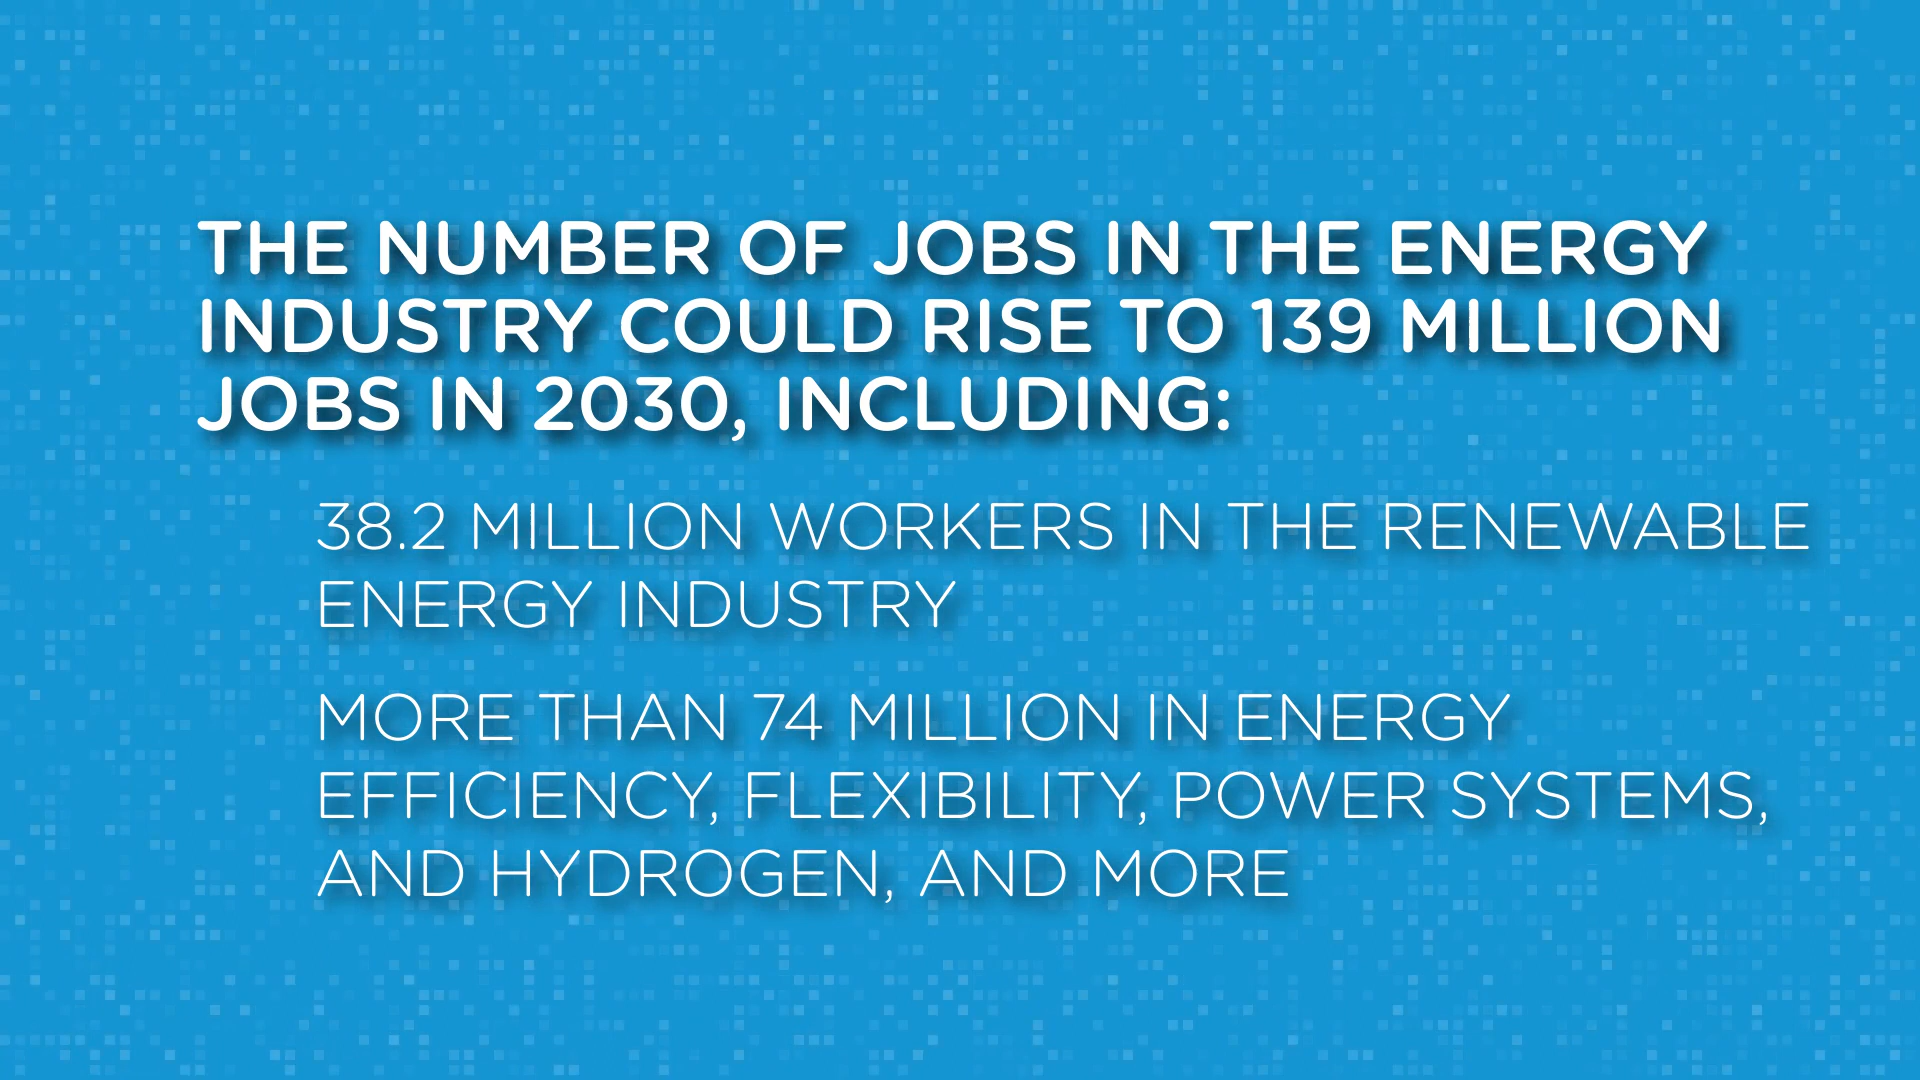 THE NUMBER OF JOBS IN THE ENERGY
INDUSTRY COULD RISE TO 139 MILLION
JOBS IN 2030, INCLUDING:
38.2 MILLION WORKERS IN THE RENEWABLE
ENERGY INDUSTRY
MORE THAN 74 MILLION IN ENERGY
EFFICIENCY, FLEXIBILITY, POWER SYSTEMS,
AND HYDROGEN, AND MORE